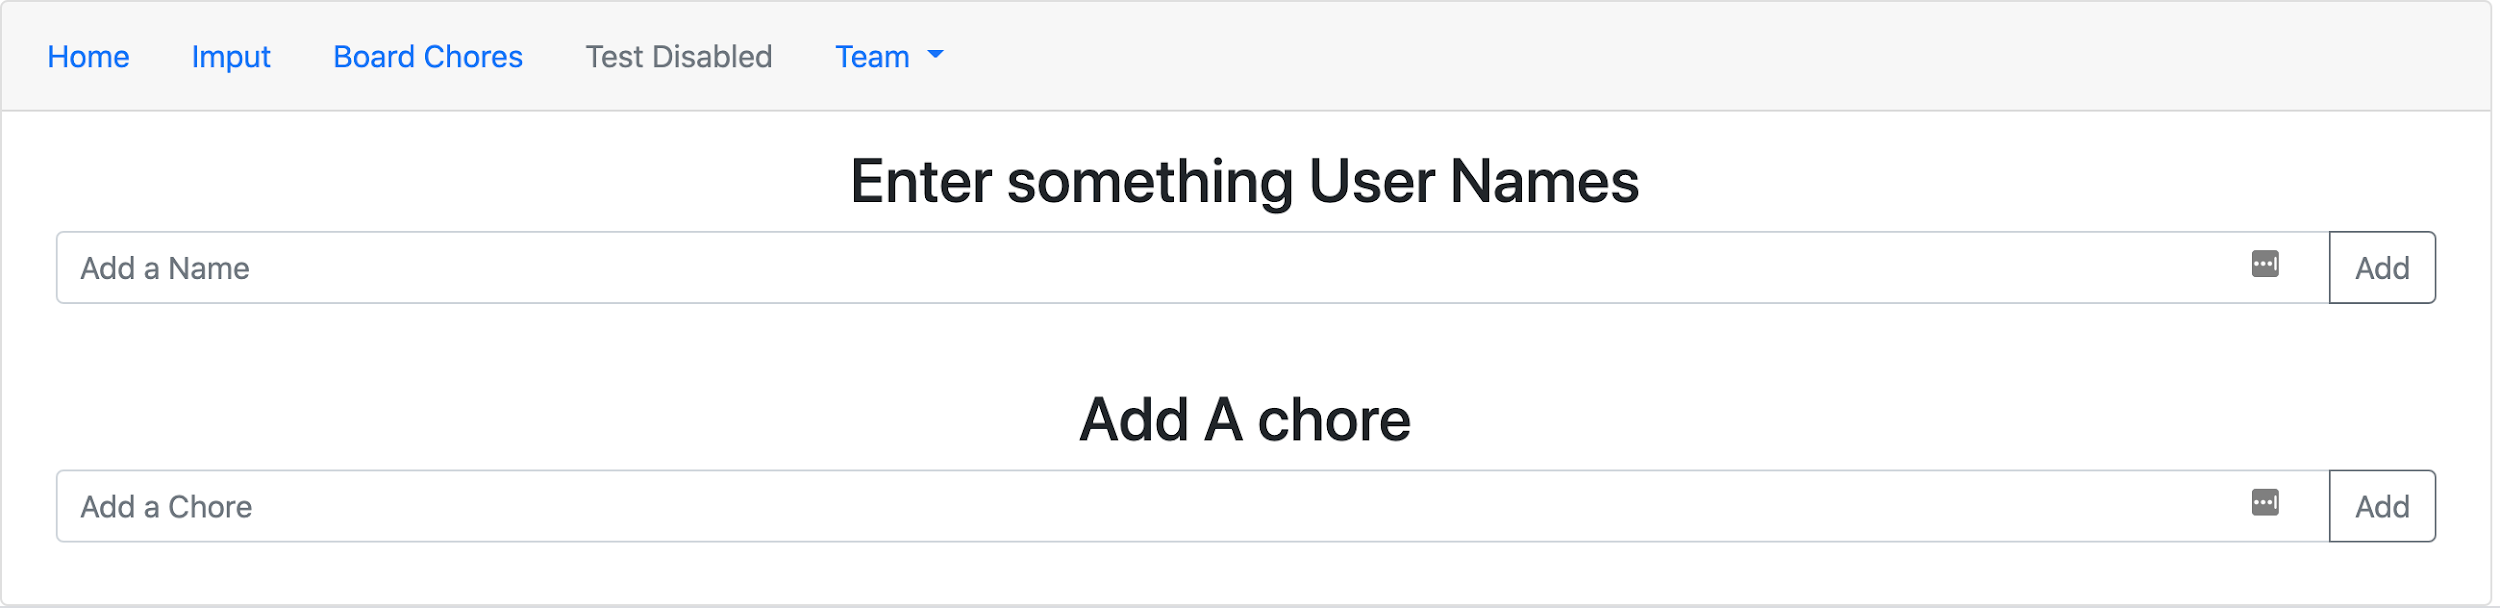 Home Imput Board Chores Test Disabled Team
Enter something User Names
Add a Name Add
Add A chore
Add a Chore Add